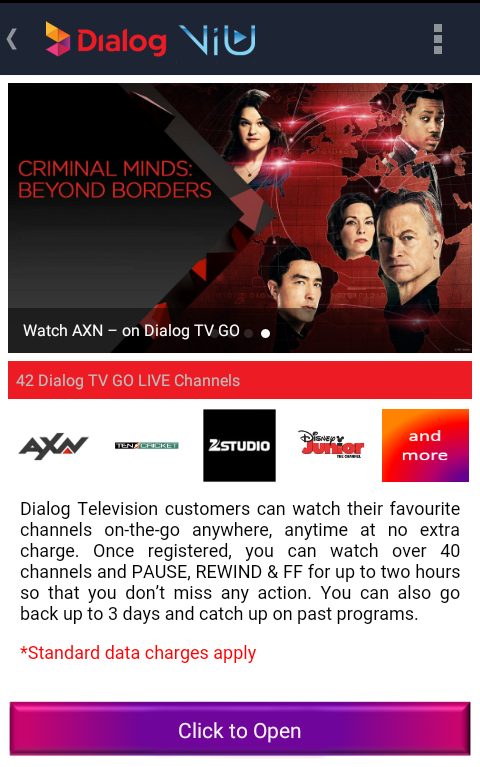 Dialog ViU
CRIMINAL MINDS:
BEYOND BORDERS
Watch AXN – on Dialog TV GO
42 Dialog TV GO LIVE Channels
AXN TEN CRICKET ZSTUDIO Disney Junior THE CHANNEL and
more
Dialog Television customers can watch their favourite
channels on-the-go anywhere, anytime at no extra
charge. Once registered, you can watch over 40
channels and PAUSE, REWIND & FF for up to two hours
so that you don’t miss any action. You can also go
back up to 3 days and catch up on past programs.
*Standard data charges apply
Click to Open